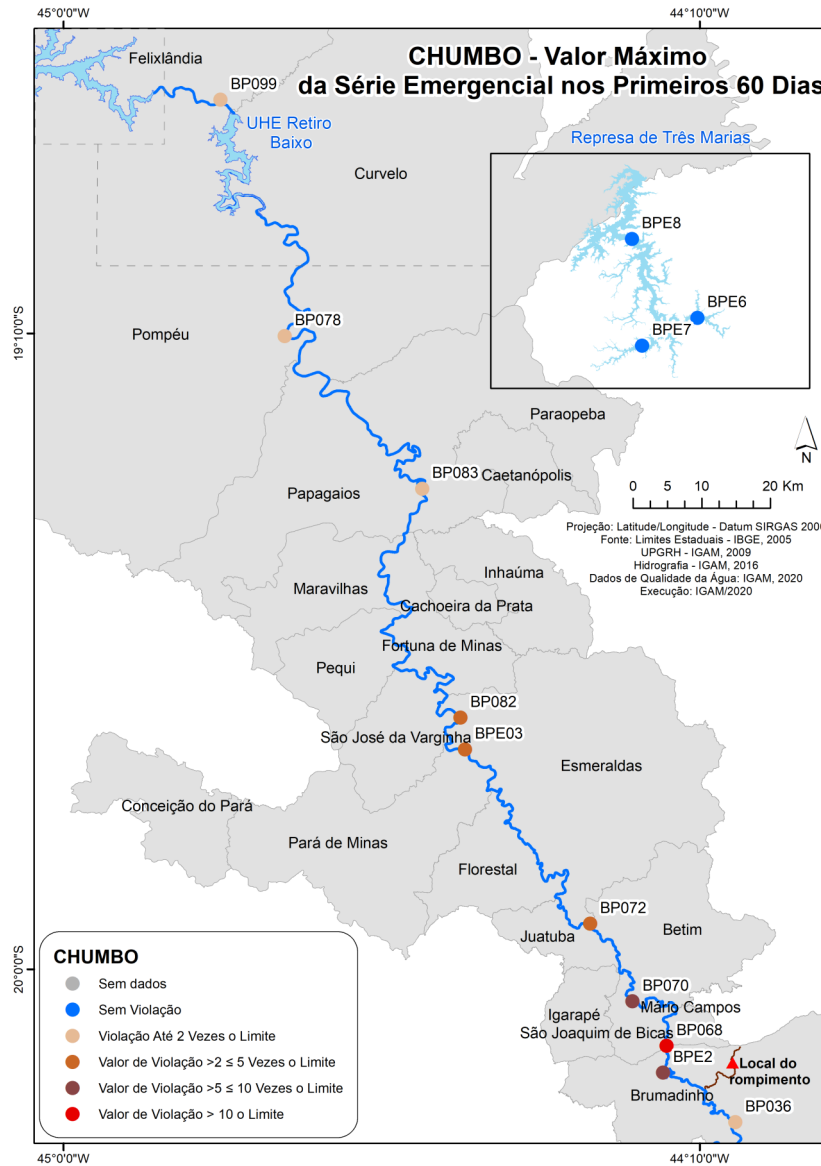 45°0'0"W
44°10'0"W
CHUMBO - Valor Máximo
da Série Emergencial nos Primeiros 60 Dias
Felixlândia
BP099
UHE Retiro
Baixo
Represa de Três Marias
Curvelo
BPE8
BPE6
BPE7
19°10'0"S
Pompéu
BP078
Paraopeba
N
BP083
Caetanópolis
Papagaios
0 5 10 20 Km
Projeção: Latitude/Longitude - Datum SIRGAS 200
Fonte: Limites Estaduais - IBGE, 2005
UPGRH - IGAM, 2009
Hidrografia - IGAM, 2016
Dados de Qualidade da Água: IGAM, 2020
Execução: IGAM/2020
Inhaúma
Maravilhas
Cachoeira da Prata
Fortuna de Minas
Pequi
BP082
São José da Varginha
BPE03
Esmeraldas
Conceição do Pará
Pará de Minas
Florestal
BP072
Juatuba
Betim
20°0'0"S
BP070
Mário Campos
Igarapé
São Joaquim de Bicas
BP068
BPE2
Local do
rompimento
Brumadinho
BP036
CHUMBO
Sem dados
Sem Violação
Violação Até 2 Vezes o Limite
Valor de Violação >2 ≤ 5 Vezes o Limite
Valor de Violação >5 ≤ 10 Vezes o Limite
Valor de Violação > 10 o Limite
45°0'0"W
44°10'0"W